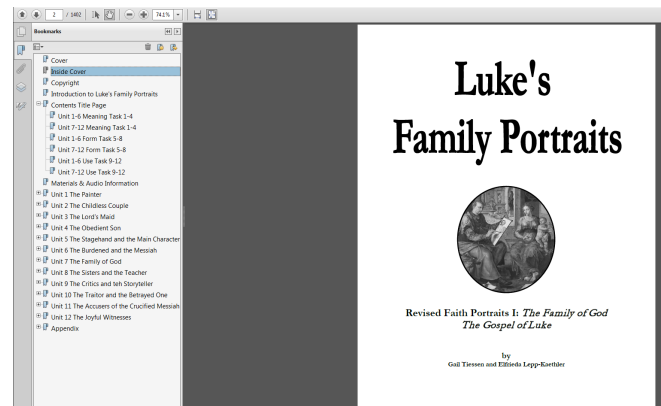 2 / 1402
74.1%
Bookmarks
Cover
Inside Cover
Copyright
Introduction to Luke's Family Portraits
Contents Title Page
Unit 1-6 Meaning Task 1-4
Unit 7-12 Meaning Task 1-4
Unit 1-6 Form Task 5-8
Unit 7-12 Form Task 5-8
Unit 1-6 Use Task 9-12
Unit 7-12 Use Task 9-12
Materials & Audio Information
Unit 1 The Painter
Unit 2 The Childless Couple
Unit 3 The Lord's Maid
Unit 4 The Obedient Son
Unit 5 The Stagehand and the Main Character
Unit 6 The Burdened and the Messiah
Unit 7 The Family of God
Unit 8 The Sisters and the Teacher
Unit 9 The Critics and teh Storyteller
Unit 10 The Traitor and the Betrayed One
Unit 11 The Accusers of the Crucified Messiah
Unit 12 The Joyful Witnesses
Appendix
Luke's
Family Portraits
Revised Faith Portraits I: The Family of God
The Gospel of Luke
by
Gail Tiessen and Elfrieda Lepp-Kaethler